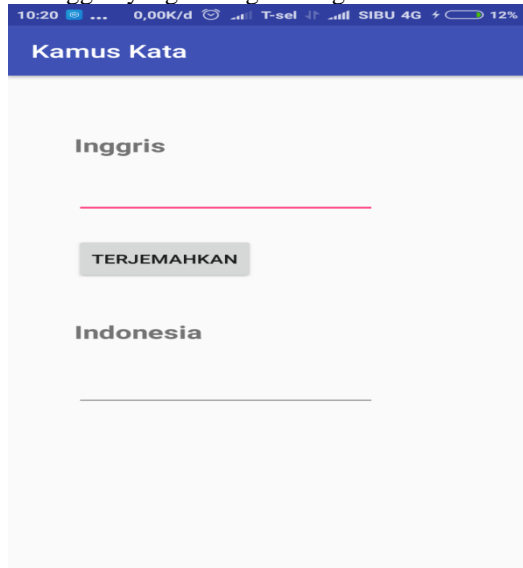 10:20 ... 0,00K/d T-sel SIBU 4G 12%
Kamus Kata
Inggris
TERJEMAHKAN
Indonesia